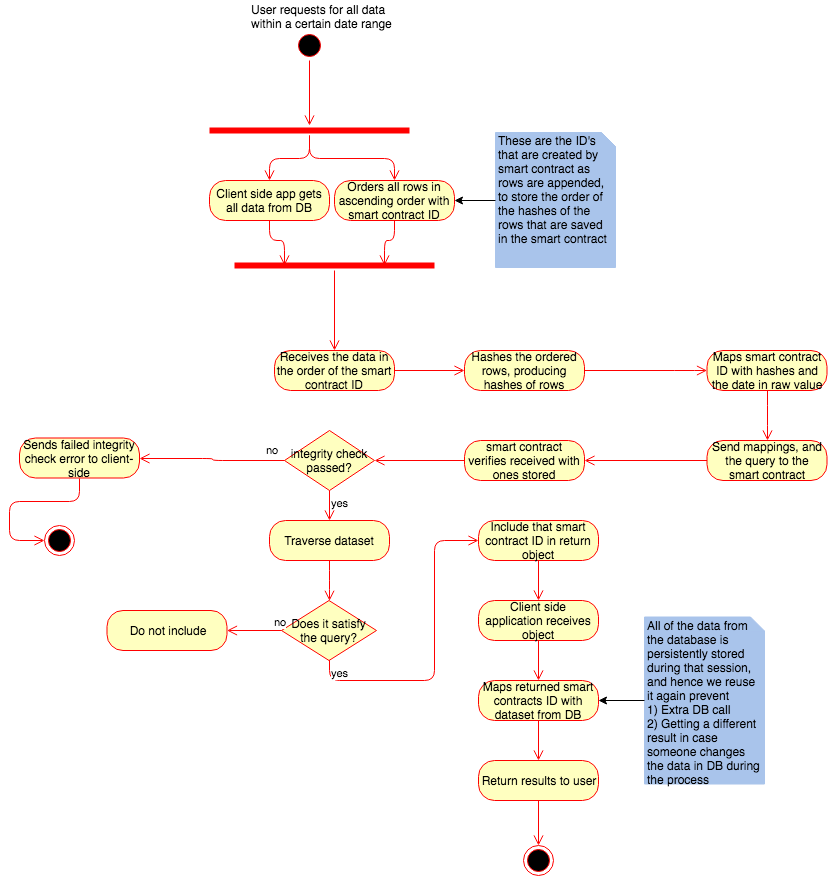 User requests for all data
within a certain date range
These are the ID's
that are created by
smart contract as
rows are appended,
to store the order of
the hashes of the
rows that are saved
in the smart contract
Client side app gets
all data from DB
Orders all rows in
ascending order with
smart contract ID
Receives the data in
the order of the smart
contract ID
Hashes the ordered
rows, producing
hashes of rows
Maps smart contract
ID with hashes and
the date in raw value
Sends failed integrity
check error to client-
side
no
integrity check
passed?
smart contract
verifies received with
ones stored
Send mappings, and
the query to the
smart contract
yes
Traverse dataset
Include that smart
contract ID in return
object
Do not include
no
Does it satisfy
the query?
Client side
application receives
object
yes
Maps returned smart
contracts ID with
dataset from DB
All of the data from
the database is
persistently stored
during that session,
and hence we reuse
it again prevent
1) Extra DB call
2) Getting a different
result in case
someone changes
the data in DB during
the process
Return results to user